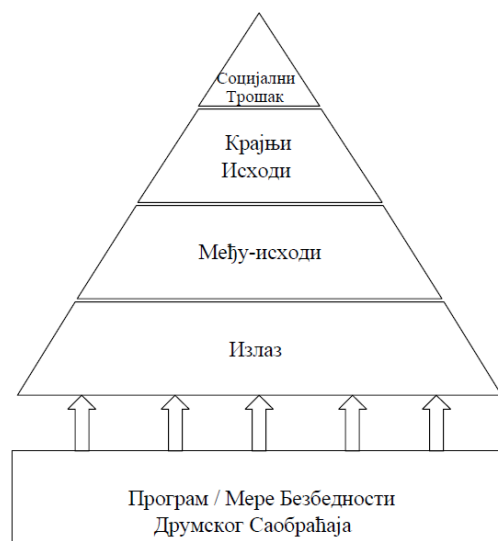 Социјални
Трошак
Крајњи
Исходи
Међу-исходи
Излаз
Програм / Мере Безбедности
Друмског Саобраћаја